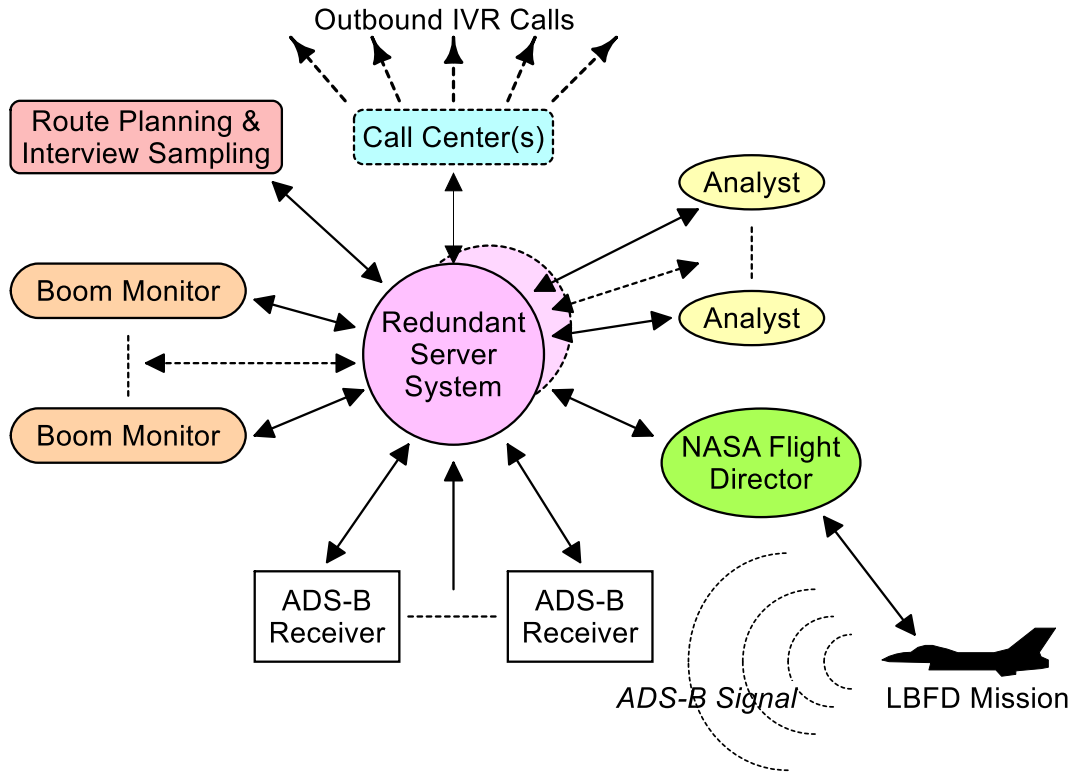 Outbound IVR Calls
Route Planning &
Interview Sampling
Call Center(s)
Analyst
Boom Monitor
Redundant
Server
System
Analyst
Boom Monitor
NASA Flight
Director
ADS-B
Receiver
ADS-B
Receiver
ADS-B Signal
LBFD Mission